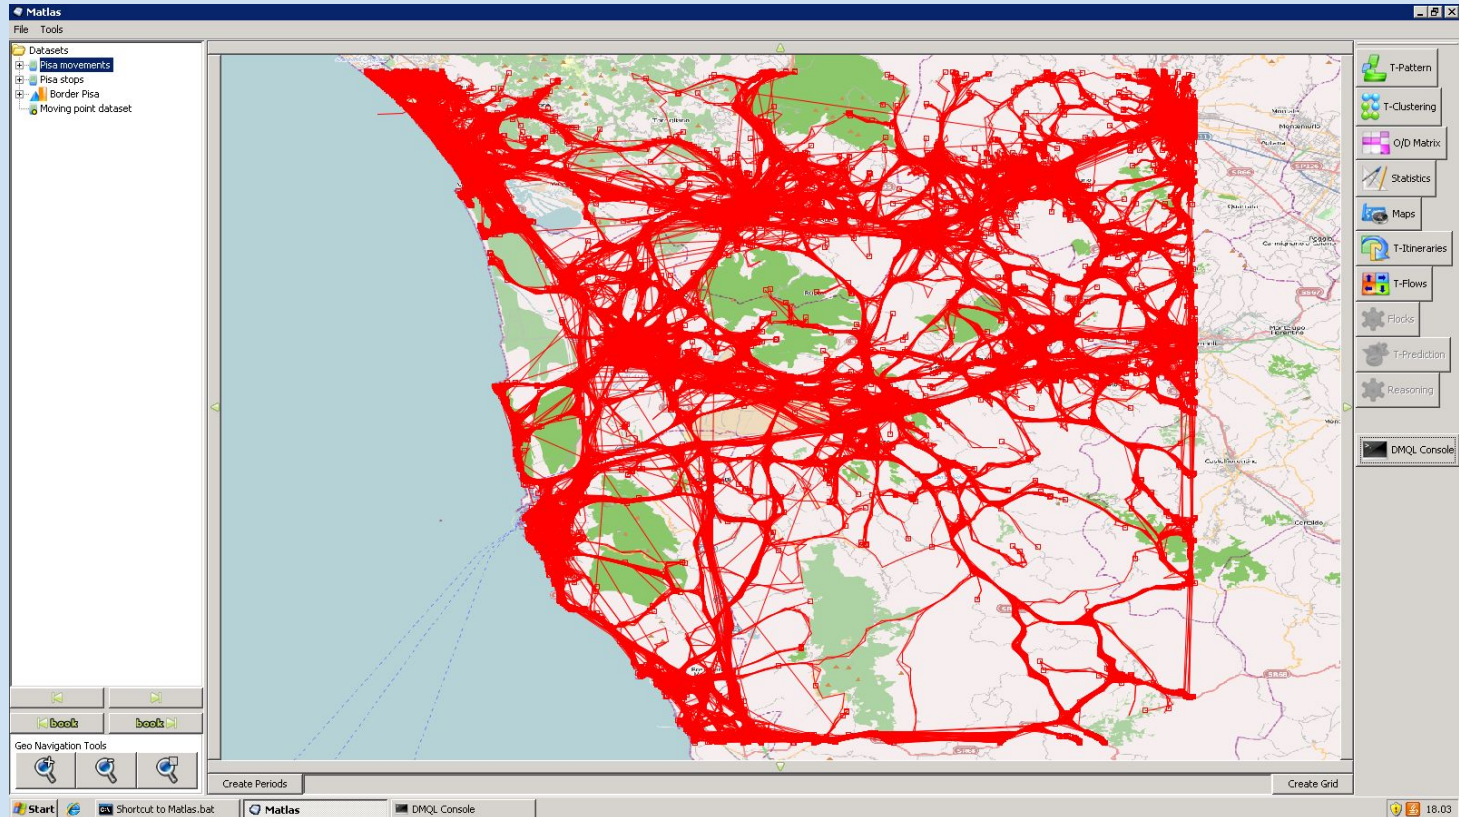 Matlas
File Tools
Datasets
Pisa movements
Pisa stops
Border Pisa
Moving point dataset
book
book
Geo Navigation Tools
Create Periods
Create Grid
T-Pattern
T-Clustering
O/D Matrix
Statistics
Maps
T-Itineraries
T-Flows
Flocks
T-Prediction
Reasoning
DMQL Console
Start
Shortcut to Matlas.bat
Matlas
DMQL Console
18.03